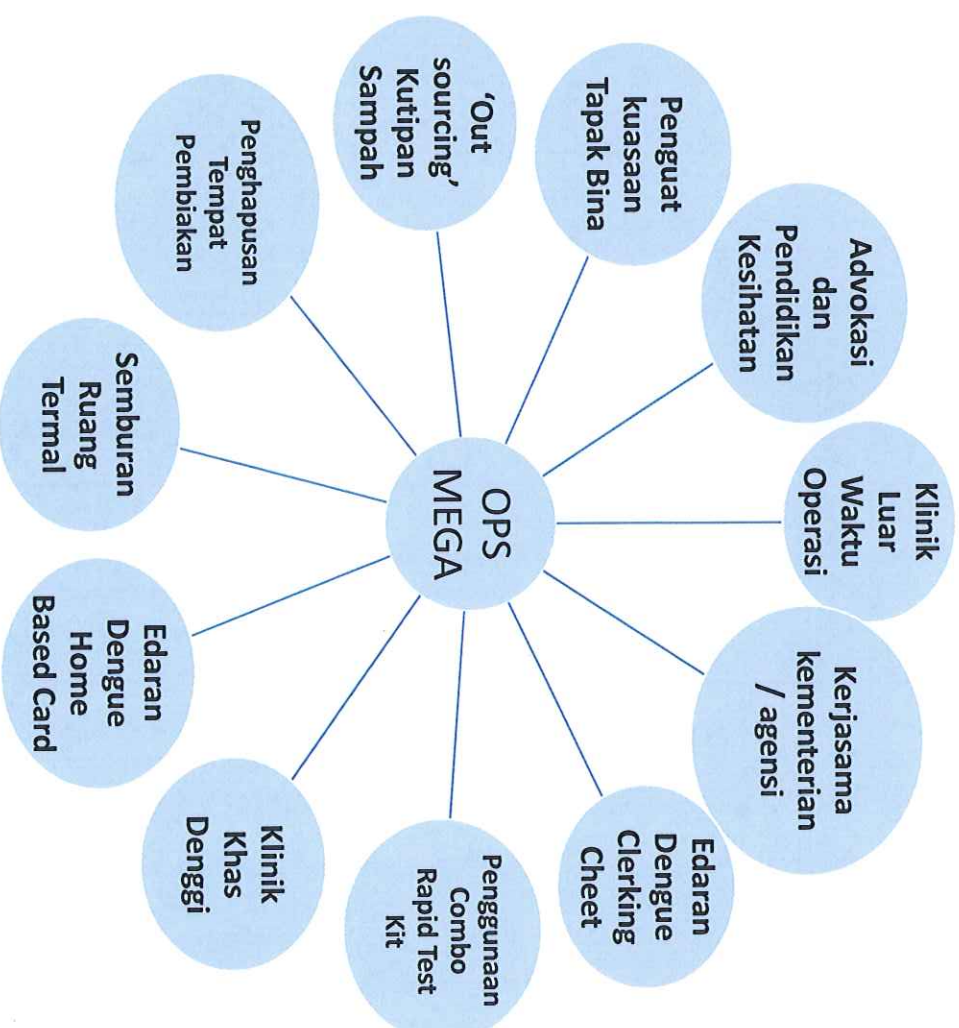 OPS
MEGA
Klinik
Luar
Waktu
Operasi
Kerjasama
kementerian
/ agensi
Edaran
Dengue
Clerking
Cheet
Penggunaan
Combo
Rapid Test
Kit
Klinik
Khas
Denggi
Edaran
Dengue
Home
Based Card
Semburan
Ruang
Termal
Penghapusan
Tempat
Pembiakan
'Out
sourcing'
Kutipan
Sampah
Penguat
kuasaan
Tapak Bina
Advokasi
dan
Pendidikan
Kesihatan